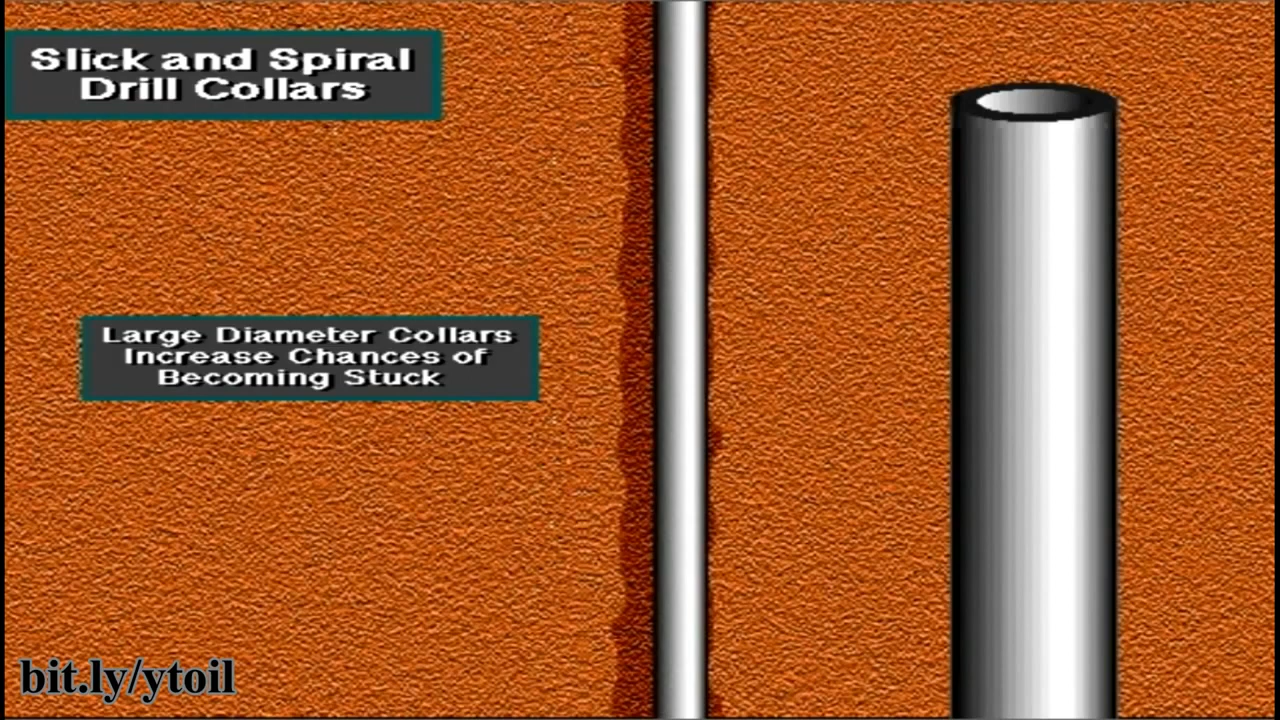 Slick and Spiral
Drill Collars
Large Diameter Collars
Increase Chances of
Becoming Stuck
bit.ly/ytoil